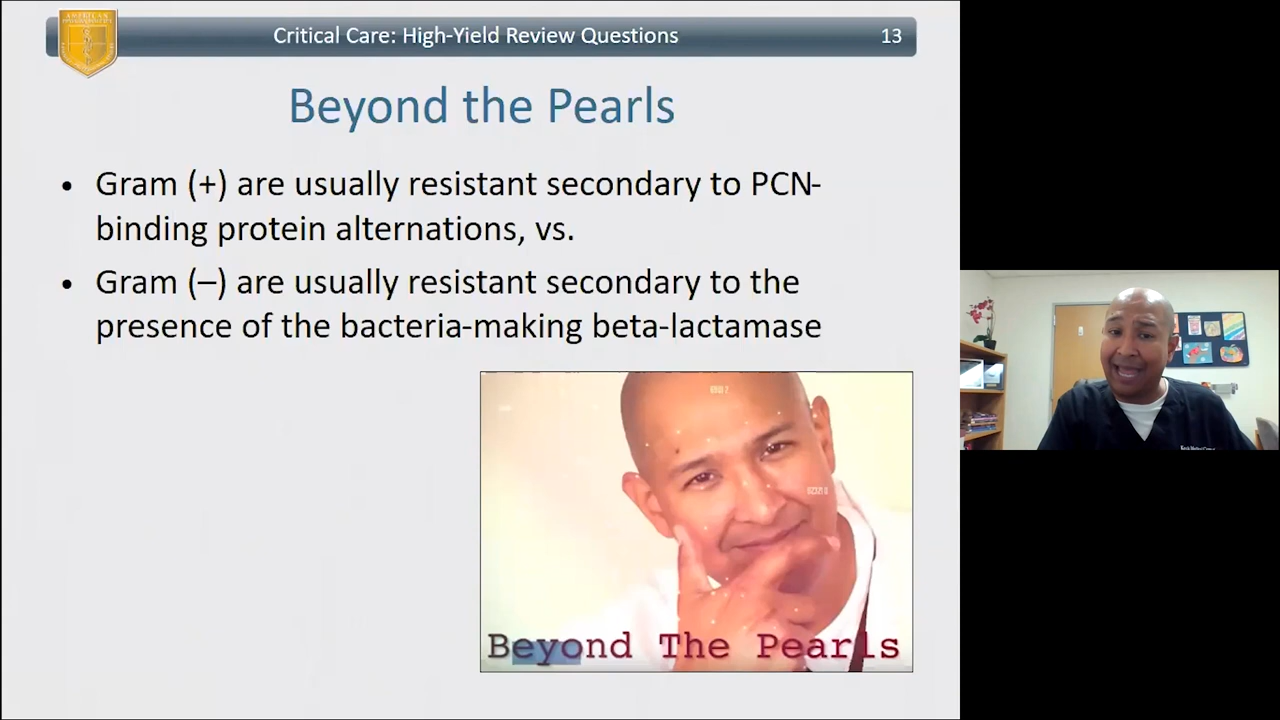 Critical Care: High-Yield Review Questions
13
Beyond the Pearls
• Gram (+) are usually resistant secondary to PCN-
binding protein alternations, vs.
• Gram (–) are usually resistant secondary to the
presence of the bacteria-making beta-lactamase
Beyond The Pearls